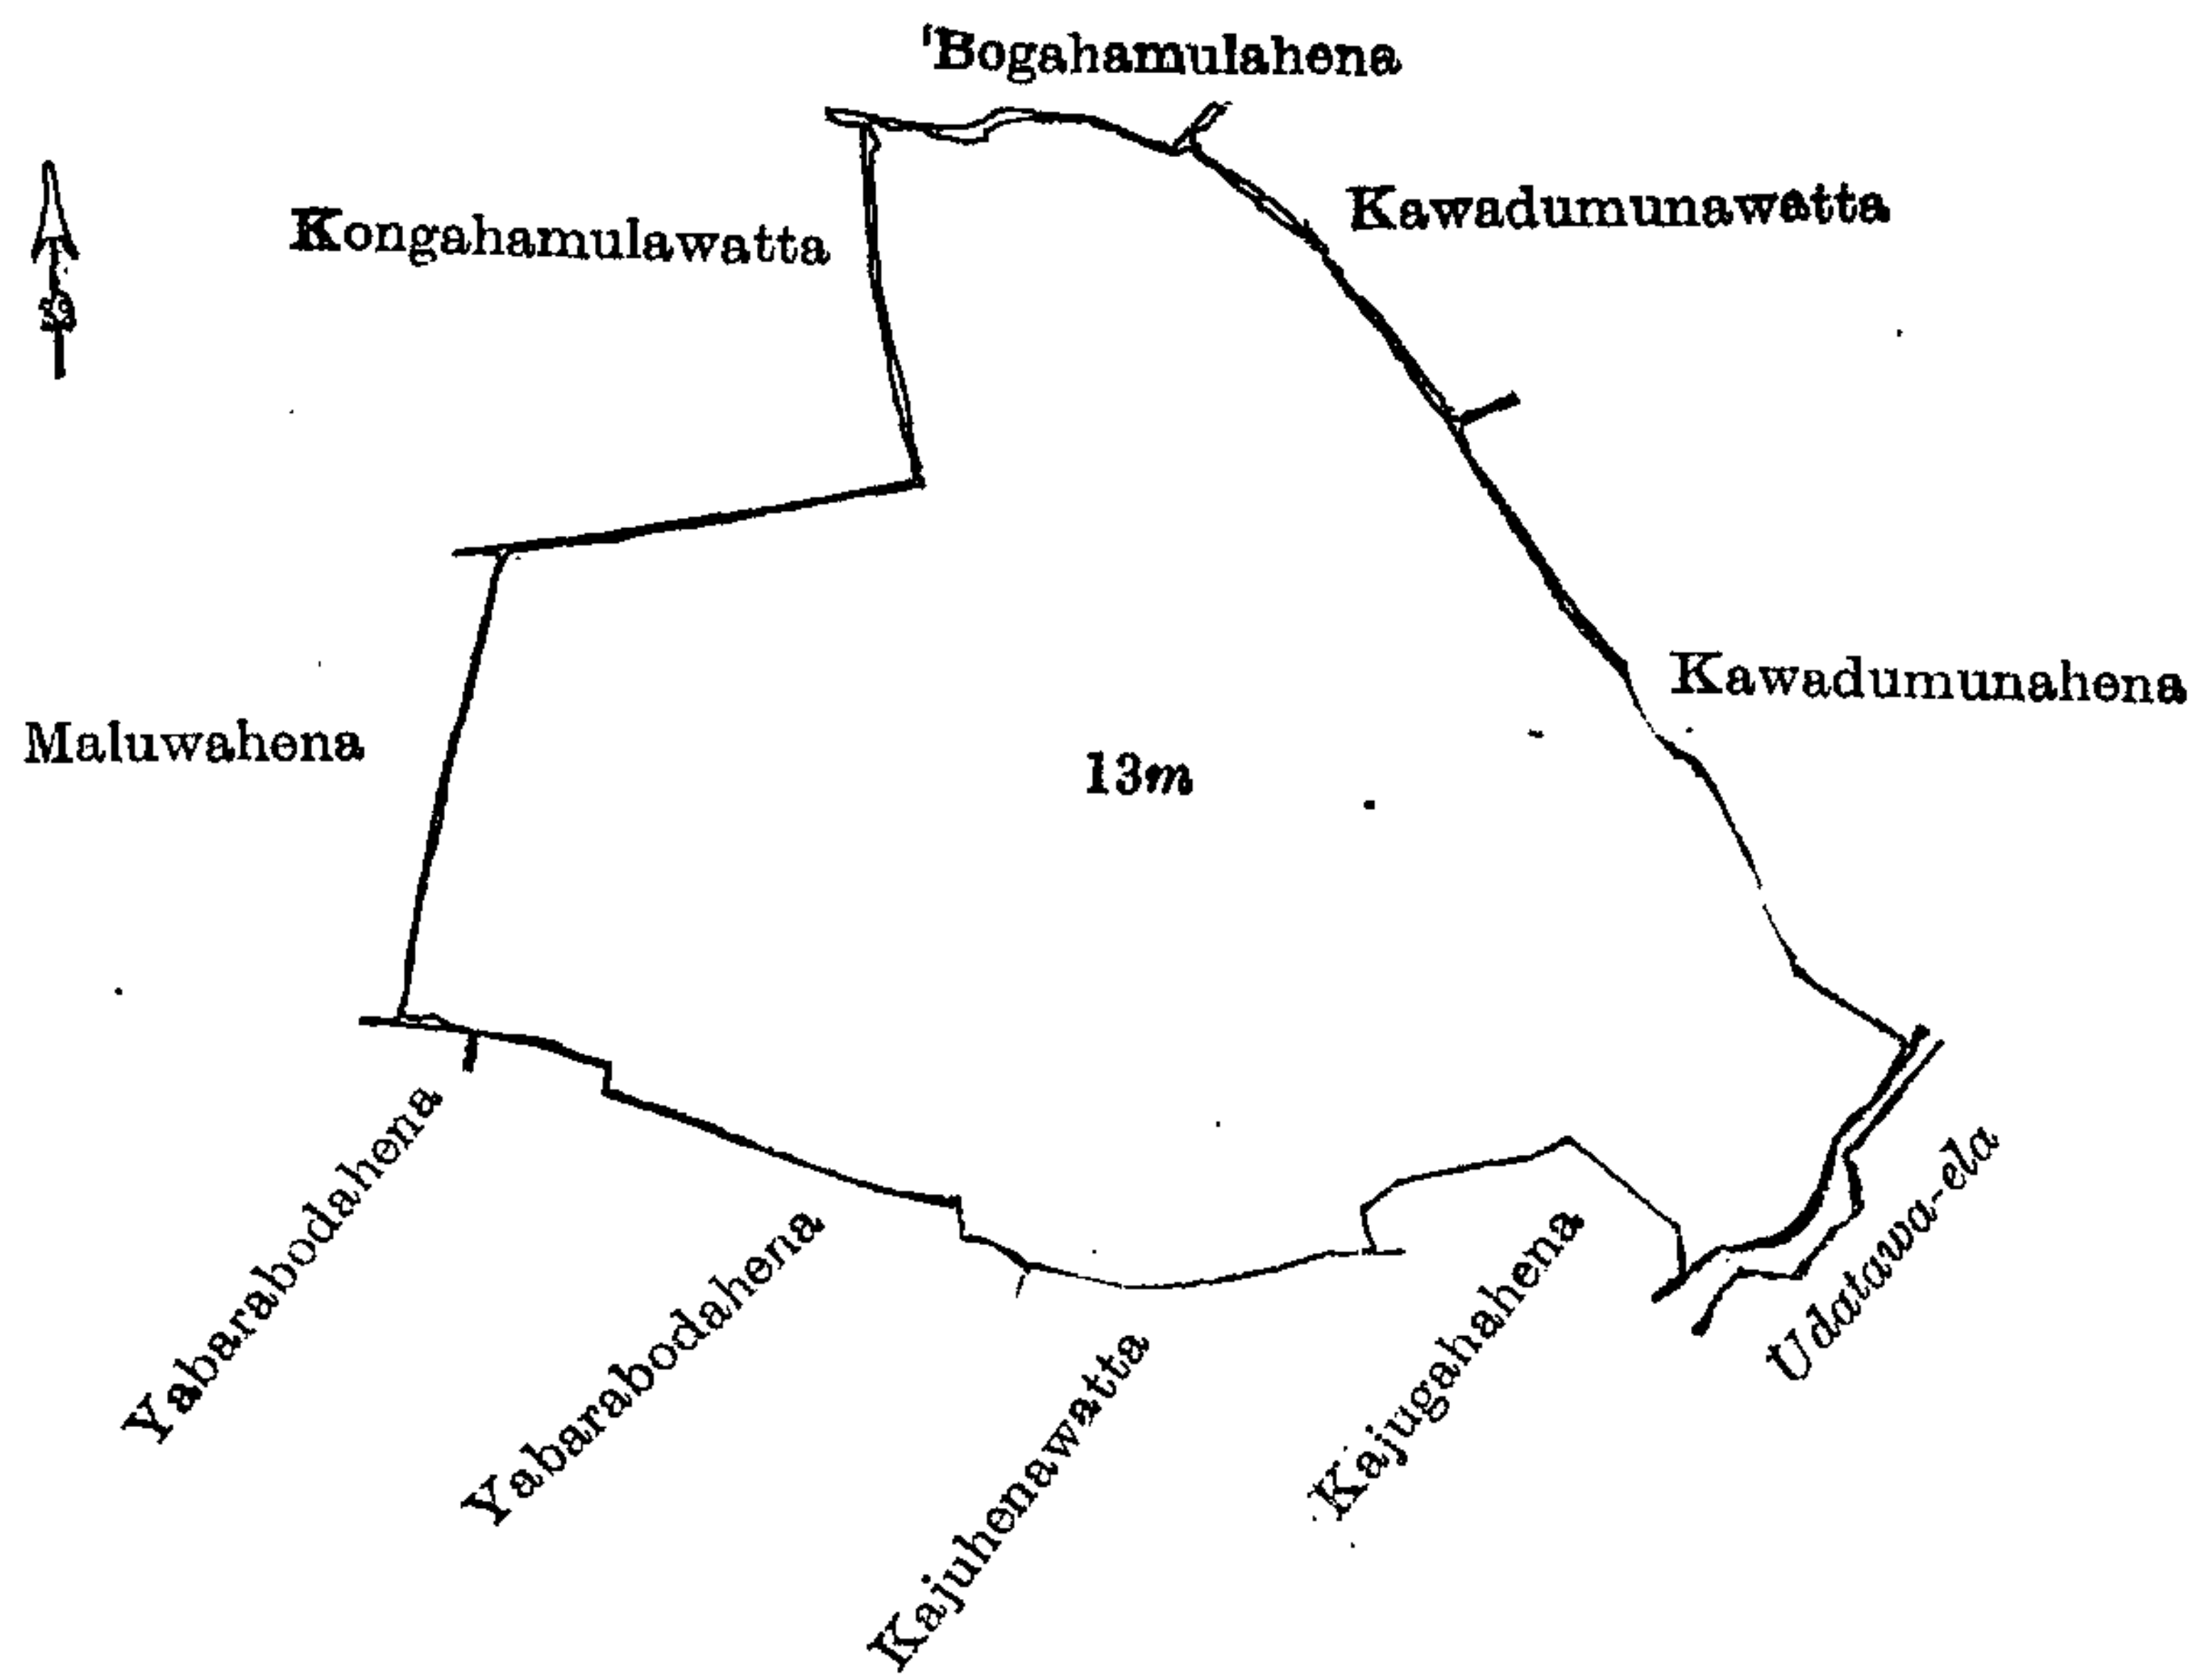 Bogahamulahena
Kawadumunawatta
Kongahamulawatta
Kawadumunahena
Maluwahena
13m
Yabarabodahena
Yabarabodahena
Kajuhenawatta
Kajugahahena
Udatawa-ela